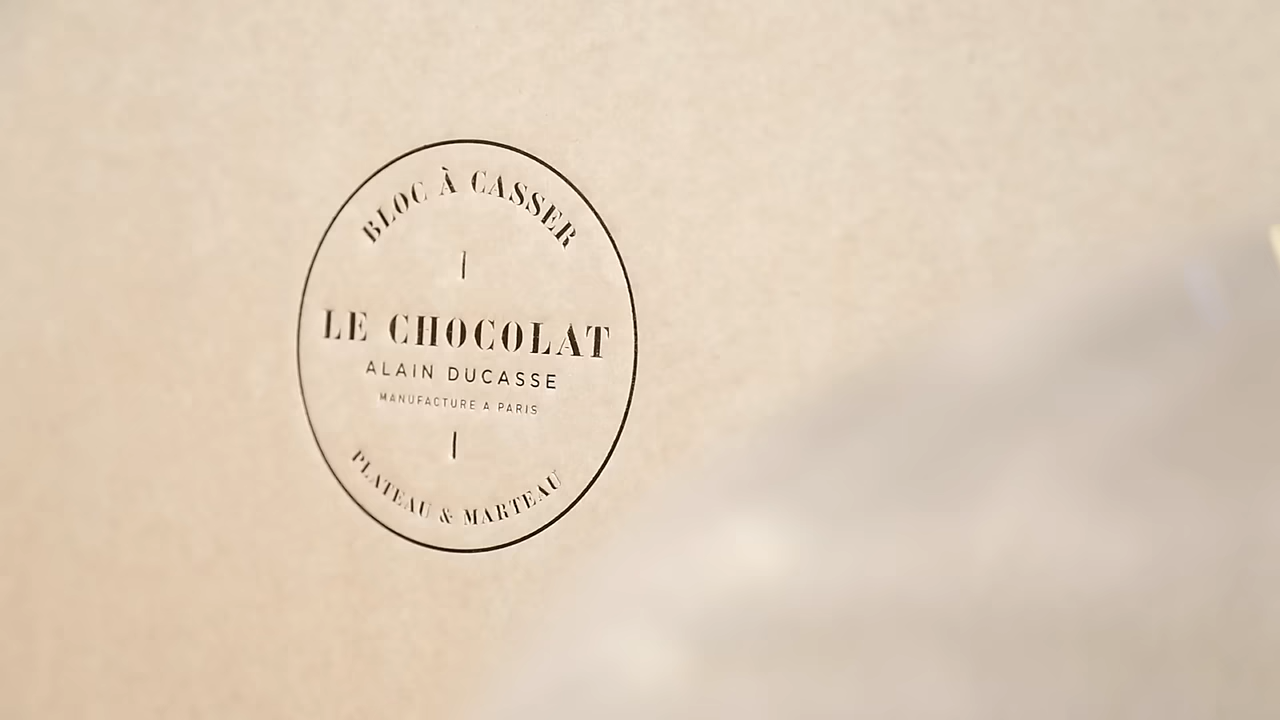 BLOC À CASSER
LE CHOCOLAT
ALAIN DUCASSE
MANUFACTURE A PARIS
PLATEAU & MARTEAU